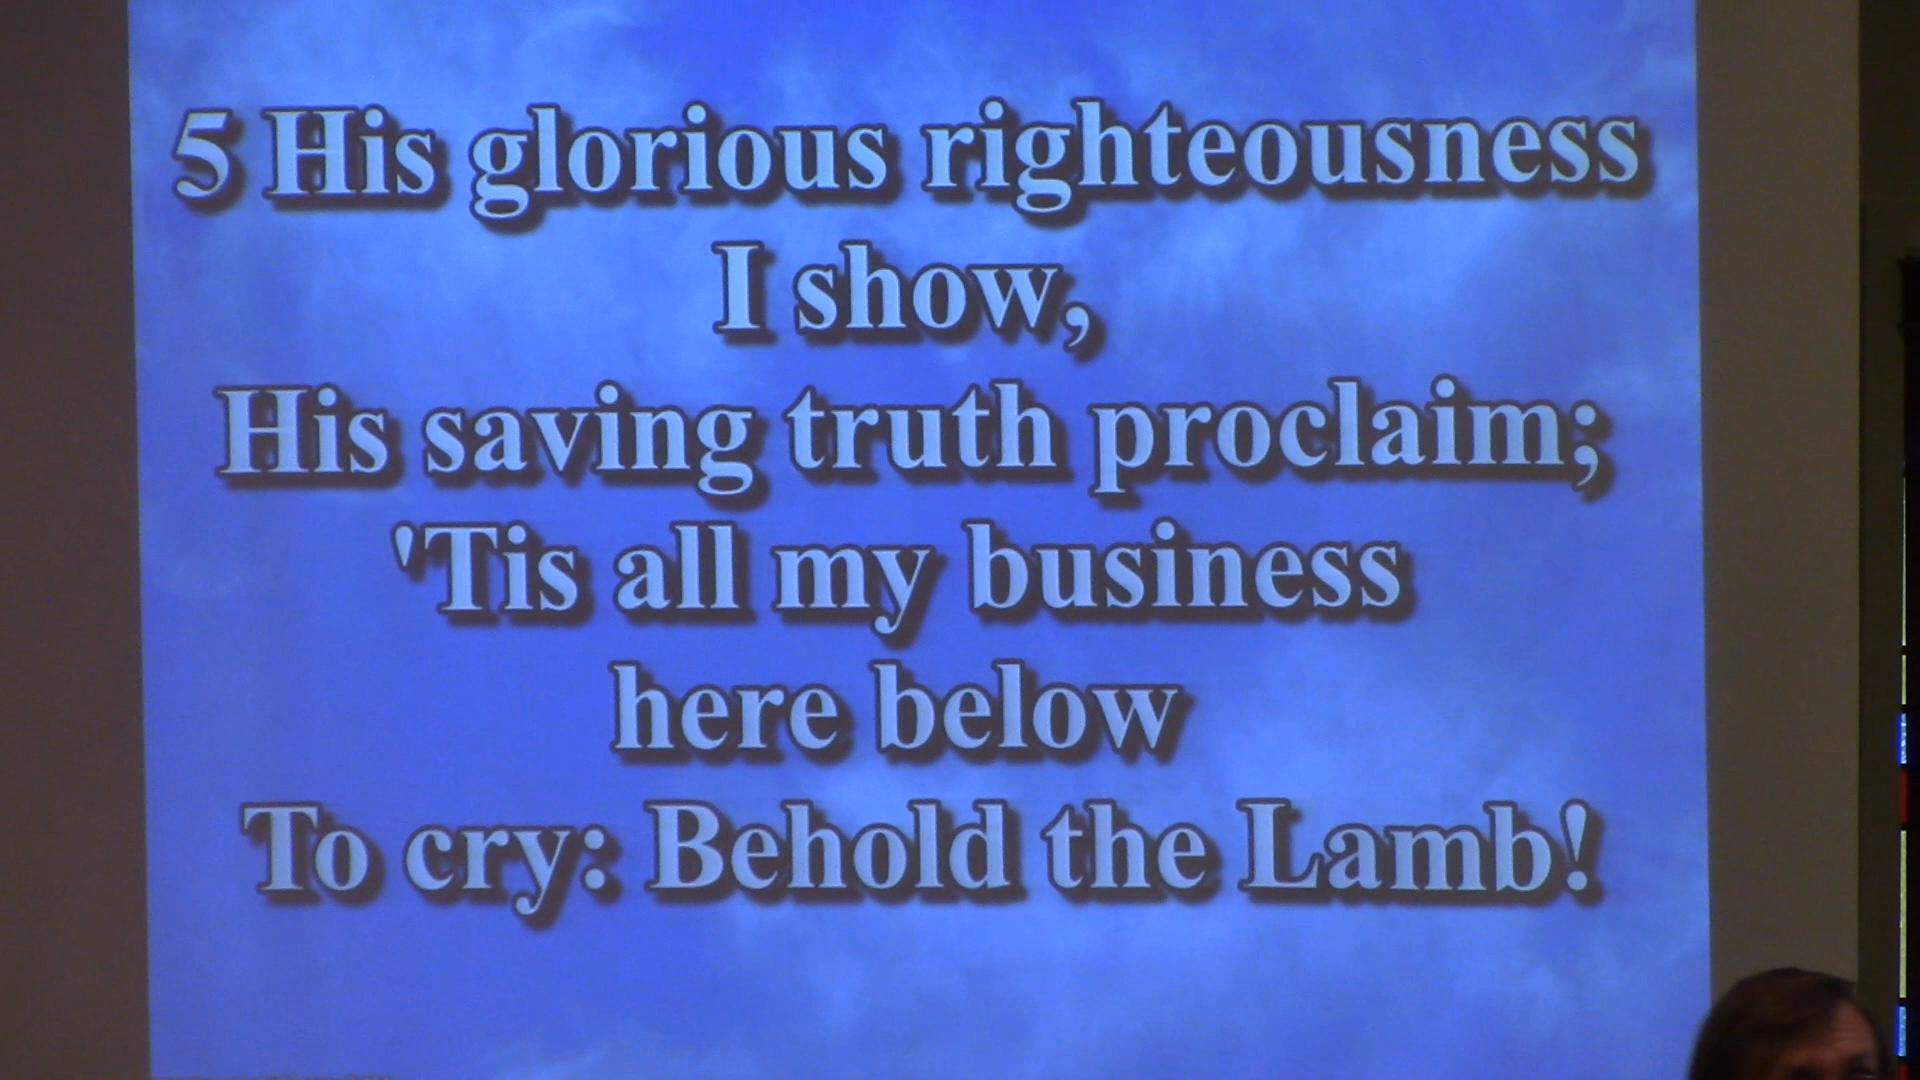 5 His glorious righteousness
I show,
His saving truth proclaim;
'Tis all my business
here below
To cry: Behold the Lamb!